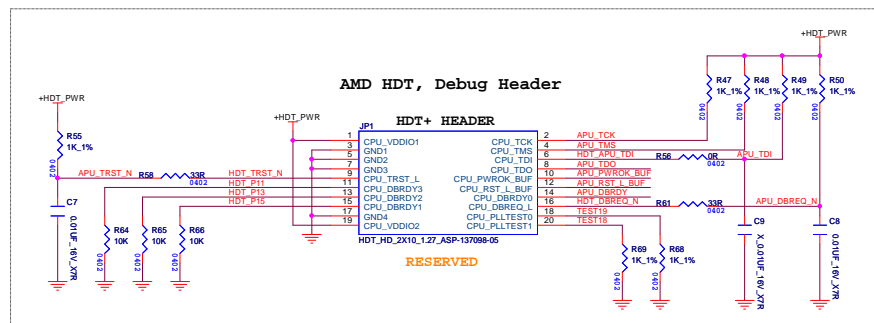 +HDT_PWR
R47 R48 R49 R50
1K_1% 1K_1% 1K_1% 1K_1%
0402 0402 0402 0402
AMD HDT, Debug Header
+HDT_PWR
+HDT_PWR
HDT+ HEADER
JP1
R55
1K_1%
0402
1 CPU_VDDIO1 CPU_TCK 2 APU_TCK
3 GND1 CPU_TMS 4 APU_TMS
5 GND2 CPU_TDI 6 HDT_APU_TDI R56 0R APU_TDI
0402
7 GND3 CPU_TDO 8 APU_TDO
APU_TRST_N R58 33R HDT_TRST_N 9 CPU_TRST_L CPU_PWROK_BUF 10 APU_PWROK_BUF
0402
HDT_P11 11 CPU_DBRDY3 CPU_RST_L_BUF 12 APU_RST_L_BUF
HDT_P13 13 CPU_DBRDY2 CPU_DBRDY0 14 APU_DBRDY
HDT_P15 15 CPU_DBRDY1 CPU_DBREQ_L 16 HDT_DBREQ_N R61 33R APU_DBREQ_N
0402
17 GND4 CPU_PLLTEST0 18 TEST19
19 CPU_VDDIO2 CPU_PLLTEST1 20 TEST18
HDT_HD_2X10_1.27_ASP-137098-05
C7
0.01UF_16V_X7R
0402
R64 R65 R66
10K 10K 10K
0402 0402 0402
R69 R68
1K_1% 1K_1%
0402 0402
C9
X_0.01UF_16V_X7R
0402
C8
0.01UF_16V_X7R
0402
RESERVED